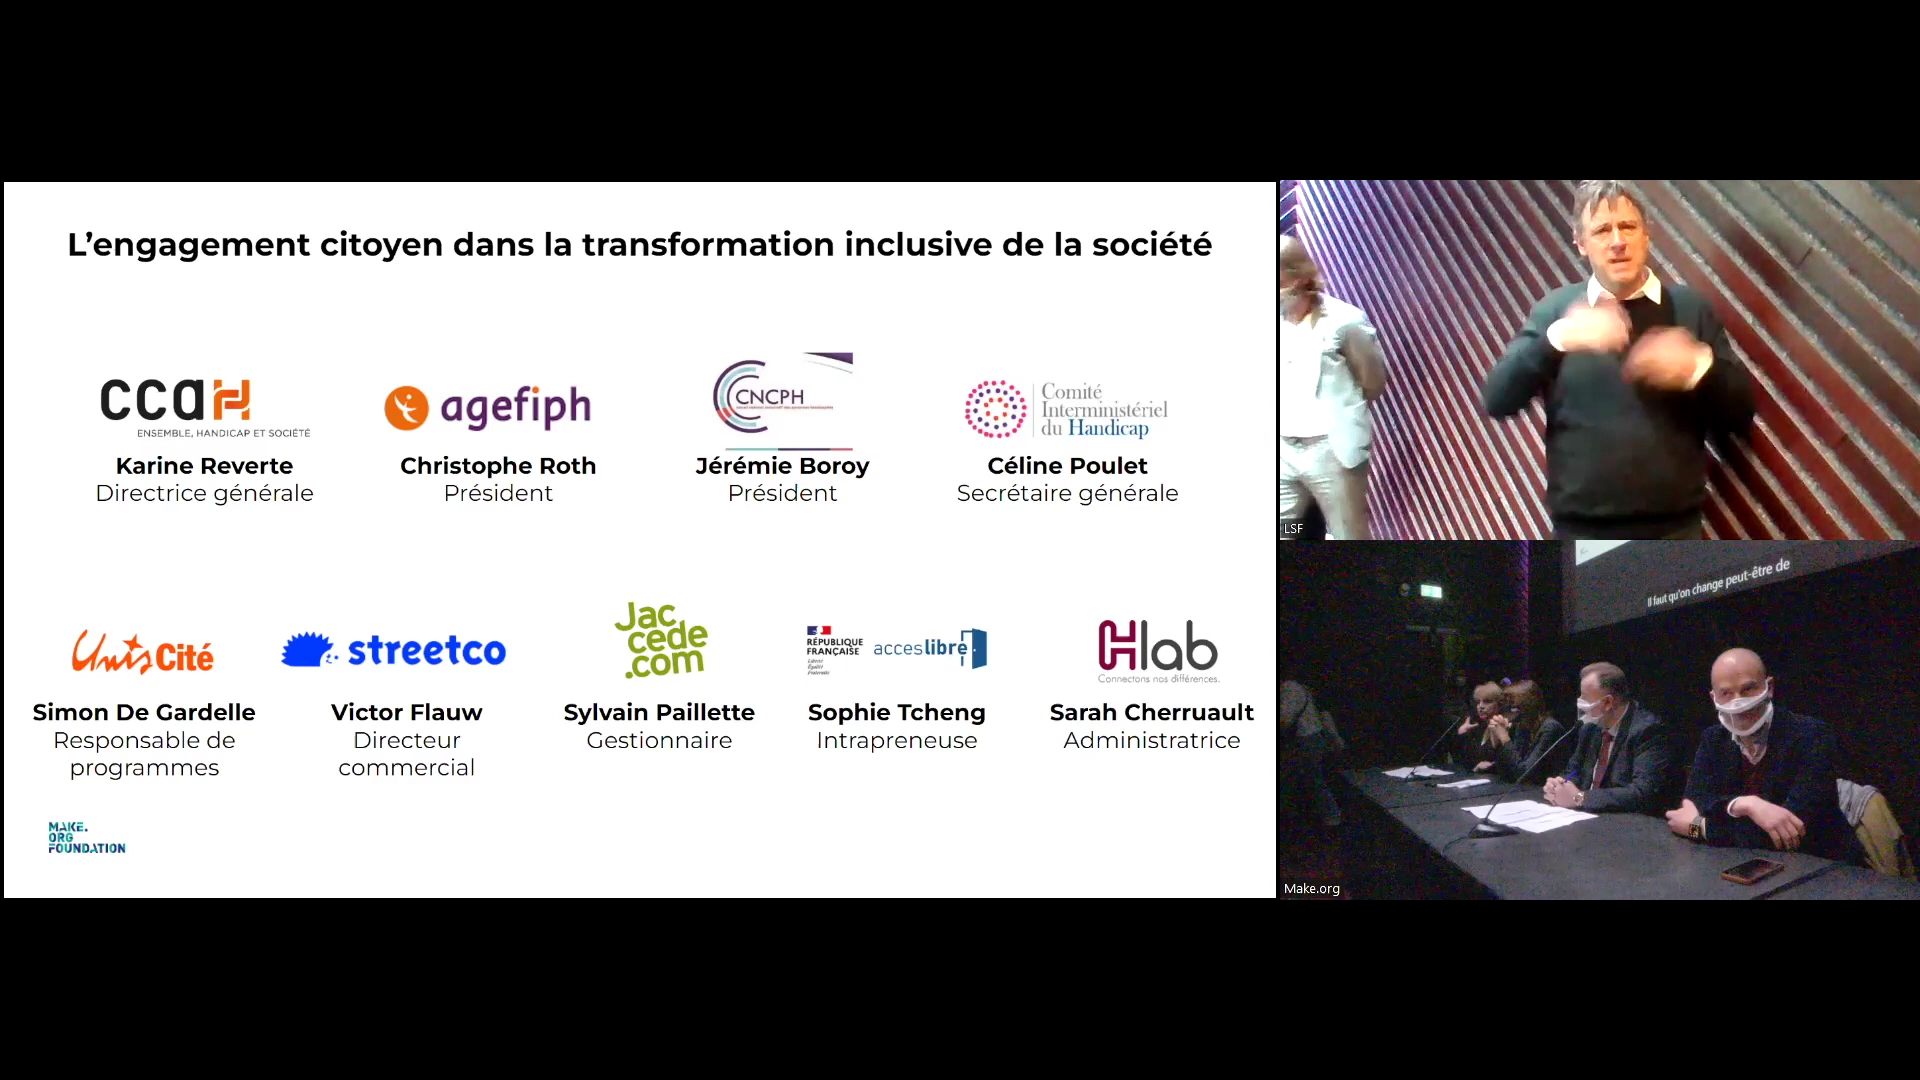 L'engagement citoyen dans la transformation inclusive de la société
ccaH
ENSEMBLE, HANDICAP ET SOCIÉTÉ
Karine Reverte
Directrice générale
agefiph
Christophe Roth
Président
CNCPH
Jérémie Boroy
Président
Comité
Interministériel
du Handicap
Céline Poulet
Secrétaire générale
Unis Cité
Simon De Gardelle
Responsable de
programmes
streetco
Victor Flauw
Directeur
commercial
Jac
cede
.com
Sylvain Paillette
Gestionnaire
RÉPUBLIQUE
FRANÇAISE
Liberté
Égalité
Fraternité
acceslibre
Sophie Tcheng
Intrapreneuse
Hlab
Connectons nos différences.
Sarah Cherruault
Administratrice
MAKE.
ORG
FOUNDATION
LSF
Il faut qu'on change peut-être de
Make.org